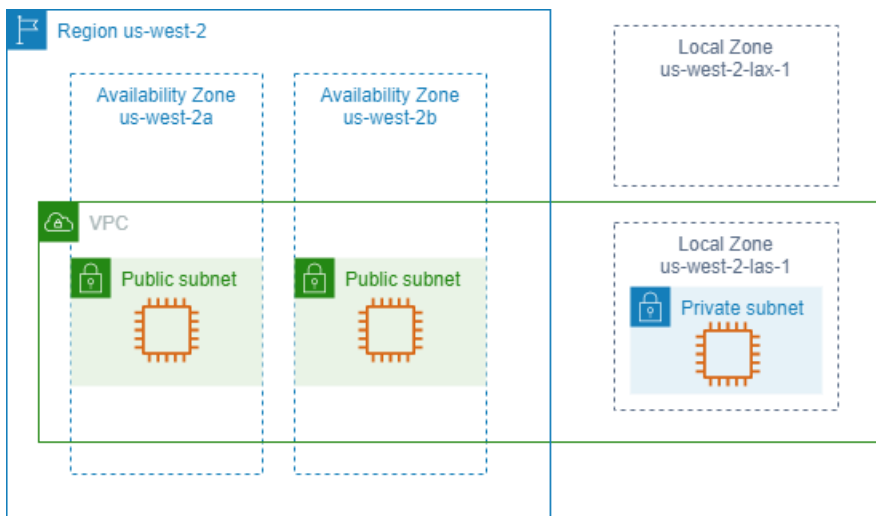 Region us-west-2
Availability Zone
us-west-2a
Availability Zone
us-west-2b
Local Zone
us-west-2-lax-1
VPC
Public subnet
Public subnet
Local Zone
us-west-2-las-1
Private subnet